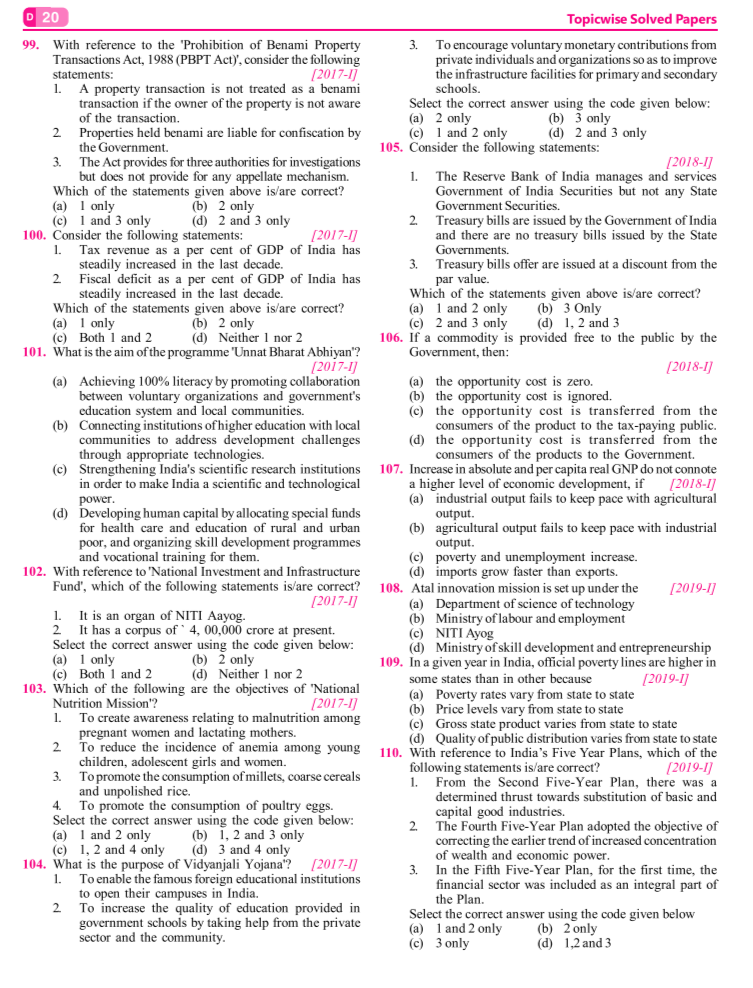 D 20
Topicwise Solved Papers
99. With reference to the 'Prohibition of Benami Property
Transactions Act, 1988 (PBPT Act)', consider the following
statements: [2017-I]
1. A property transaction is not treated as a benami
transaction if the owner of the property is not aware
of the transaction.
2. Properties held benami are liable for confiscation by
the Government.
3. The Act provides for three authorities for investigations
but does not provide for any appellate mechanism.
Which of the statements given above is/are correct?
(a) 1 only (b) 2 only
(c) 1 and 3 only (d) 2 and 3 only
100. Consider the following statements: [2017-I]
1. Tax revenue as a per cent of GDP of India has
steadily increased in the last decade.
2. Fiscal deficit as a per cent of GDP of India has
steadily increased in the last decade.
Which of the statements given above is/are correct?
(a) 1 only (b) 2 only
(c) Both 1 and 2 (d) Neither 1 nor 2
101. What is the aim of the programme 'Unnat Bharat Abhiyan'?
[2017-I]
(a) Achieving 100% literacy by promoting collaboration
between voluntary organizations and government's
education system and local communities.
(b) Connecting institutions of higher education with local
communities to address development challenges
through appropriate technologies.
(c) Strengthening India's scientific research institutions
in order to make India a scientific and technological
power.
(d) Developing human capital by allocating special funds
for health care and education of rural and urban
poor, and organizing skill development programmes
and vocational training for them.
102. With reference to 'National Investment and Infrastructure
Fund', which of the following statements is/are correct?
[2017-I]
1. It is an organ of NITI Aayog.
2. It has a corpus of ` 4, 00,000 crore at present.
Select the correct answer using the code given below:
(a) 1 only (b) 2 only
(c) Both 1 and 2 (d) Neither 1 nor 2
103. Which of the following are the objectives of 'National
Nutrition Mission'? [2017-I]
1. To create awareness relating to malnutrition among
pregnant women and lactating mothers.
2. To reduce the incidence of anemia among young
children, adolescent girls and women.
3. To promote the consumption of millets, coarse cereals
and unpolished rice.
4. To promote the consumption of poultry eggs.
Select the correct answer using the code given below:
(a) 1 and 2 only (b) 1, 2 and 3 only
(c) 1, 2 and 4 only (d) 3 and 4 only
104. What is the purpose of Vidyanjali Yojana'? [2017-I]
1. To enable the famous foreign educational institutions
to open their campuses in India.
2. To increase the quality of education provided in
government schools by taking help from the private
sector and the community.
3. To encourage voluntary monetary contributions from
private individuals and organizations so as to improve
the infrastructure facilities for primary and secondary
schools.
Select the correct answer using the code given below:
(a) 2 only (b) 3 only
(c) 1 and 2 only (d) 2 and 3 only
105. Consider the following statements:
[2018-I]
1. The Reserve Bank of India manages and services
Government of India Securities but not any State
Government Securities.
2. Treasury bills are issued by the Government of India
and there are no treasury bills issued by the State
Governments.
3. Treasury bills offer are issued at a discount from the
par value.
Which of the statements given above is/are correct?
(a) 1 and 2 only (b) 3 Only
(c) 2 and 3 only (d) 1, 2 and 3
106. If a commodity is provided free to the public by the
Government, then:
[2018-I]
(a) the opportunity cost is zero.
(b) the opportunity cost is ignored.
(c) the opportunity cost is transferred from the
consumers of the product to the tax-paying public.
(d) the opportunity cost is transferred from the
consumers of the products to the Government.
107. Increase in absolute and per capita real GNP do not connote
a higher level of economic development, if [2018-I]
(a) industrial output fails to keep pace with agricultural
output.
(b) agricultural output fails to keep pace with industrial
output.
(c) poverty and unemployment increase.
(d) imports grow faster than exports.
108. Atal innovation mission is set up under the [2019-I]
(a) Department of science of technology
(b) Ministry of labour and employment
(c) NITI Ayog
(d) Ministry of skill development and entrepreneurship
109. In a given year in India, official poverty lines are higher in
some states than in other because [2019-I]
(a) Poverty rates vary from state to state
(b) Price levels vary from state to state
(c) Gross state product varies from state to state
(d) Quality of public distribution varies from state to state
110. With reference to India's Five Year Plans, which of the
following statements is/are correct? [2019-I]
1. From the Second Five-Year Plan, there was a
determined thrust towards substitution of basic and
capital good industries.
2. The Fourth Five-Year Plan adopted the objective of
correcting the earlier trend of increased concentration
of wealth and economic power.
3. In the Fifth Five-Year Plan, for the first time, the
financial sector was included as an integral part of
the Plan.
Select the correct answer using the code given below
(a) 1 and 2 only (b) 2 only
(c) 3 only (d) 1,2 and 3